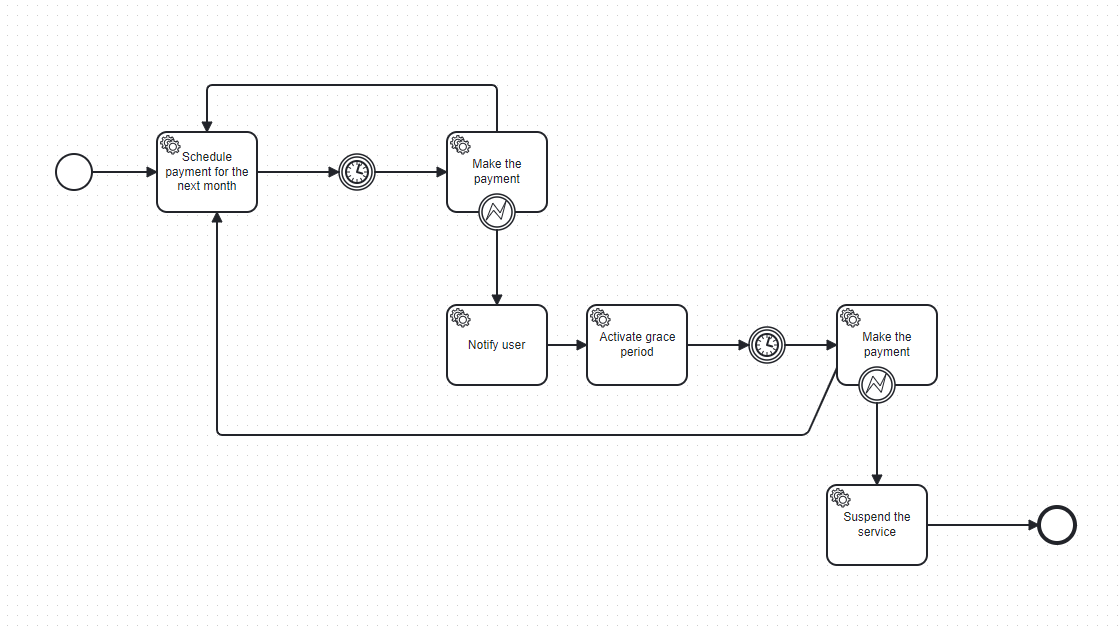 Schedule
payment for the
next month
Make the
payment
Notify user
Activate grace
period
Make the
payment
Suspend the
service